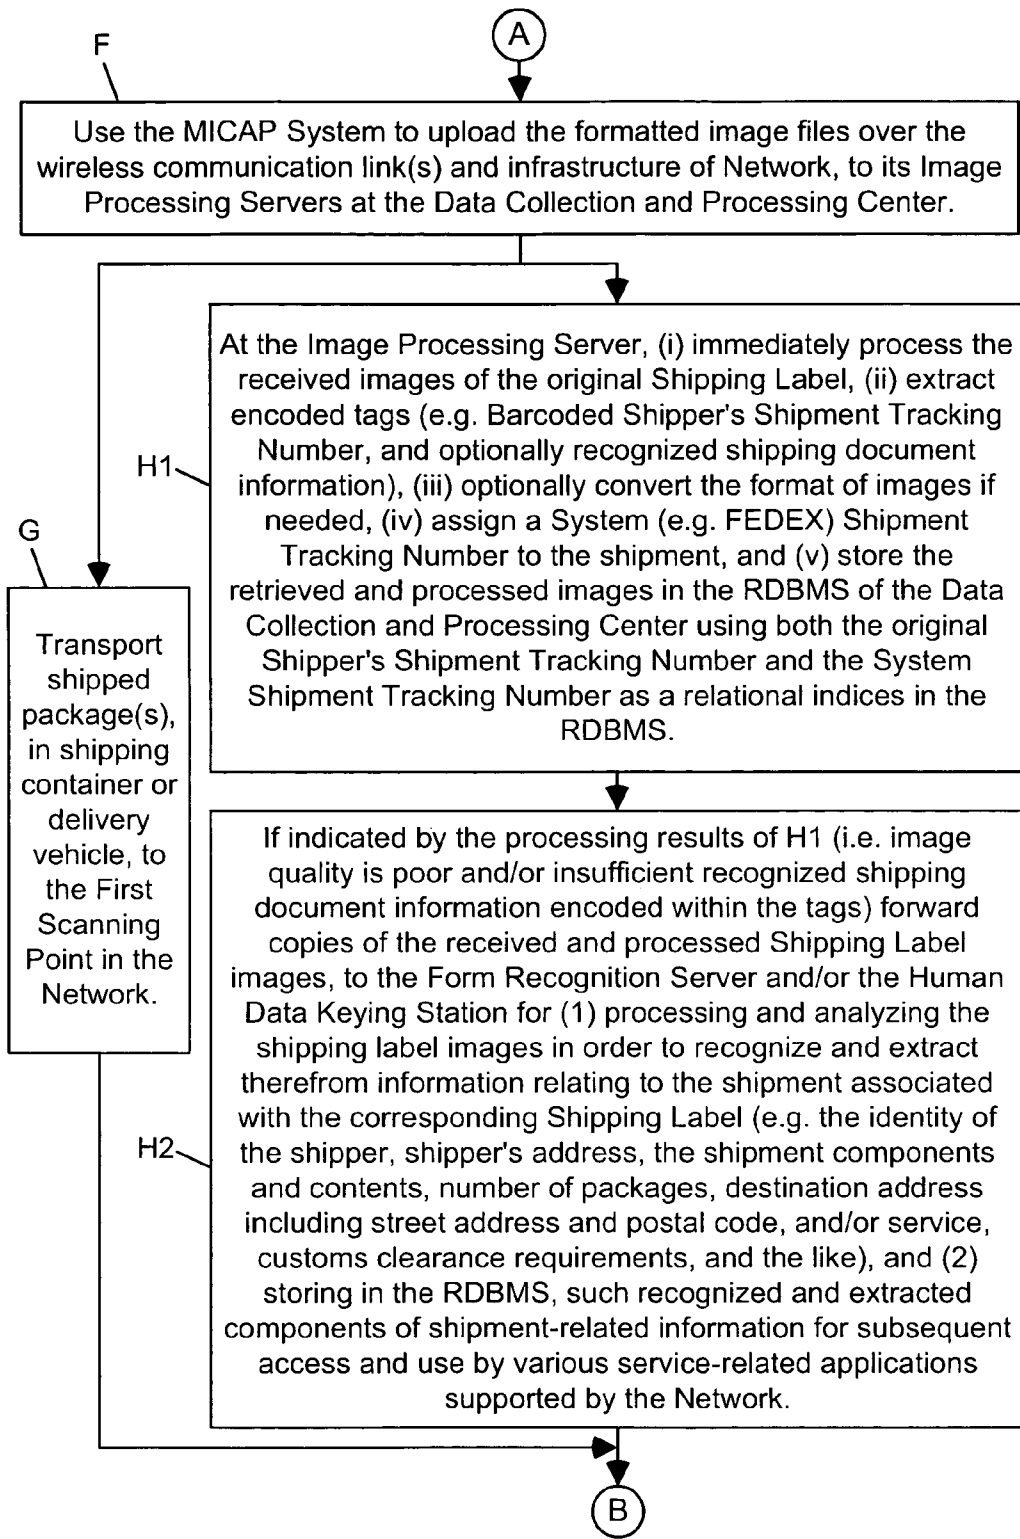 A
F
Use the MICAP System to upload the formatted image files over the
wireless communication link(s) and infrastructure of Network, to its Image
Processing Servers at the Data Collection and Processing Center.
H1
At the Image Processing Server, (i) immediately process the
received images of the original Shipping Label, (ii) extract
encoded tags (e.g. Barcoded Shipper's Shipment Tracking
Number, and optionally recognized shipping document
information), (iii) optionally convert the format of images if
needed, (iv) assign a System (e.g. FEDEX) Shipment
Tracking Number to the shipment, and (v) store the
retrieved and processed images in the RDBMS of the Data
Collection and Processing Center using both the original
Shipper's Shipment Tracking Number and the System
Shipment Tracking Number as a relational indices in the
RDBMS.
G
Transport
shipped
package(s),
in shipping
container or
delivery
vehicle, to
the First
Scanning
Point in the
Network.
H2
If indicated by the processing results of H1 (i.e. image
quality is poor and/or insufficient recognized shipping
document information encoded within the tags) forward
copies of the received and processed Shipping Label
images, to the Form Recognition Server and/or the Human
Data Keying Station for (1) processing and analyzing the
shipping label images in order to recognize and extract
therefrom information relating to the shipment associated
with the corresponding Shipping Label (e.g. the identity of
the shipper, shipper's address, the shipment components
and contents, number of packages, destination address
including street address and postal code, and/or service,
customs clearance requirements, and the like), and (2)
storing in the RDBMS, such recognized and extracted
components of shipment-related information for subsequent
access and use by various service-related applications
supported by the Network.
B